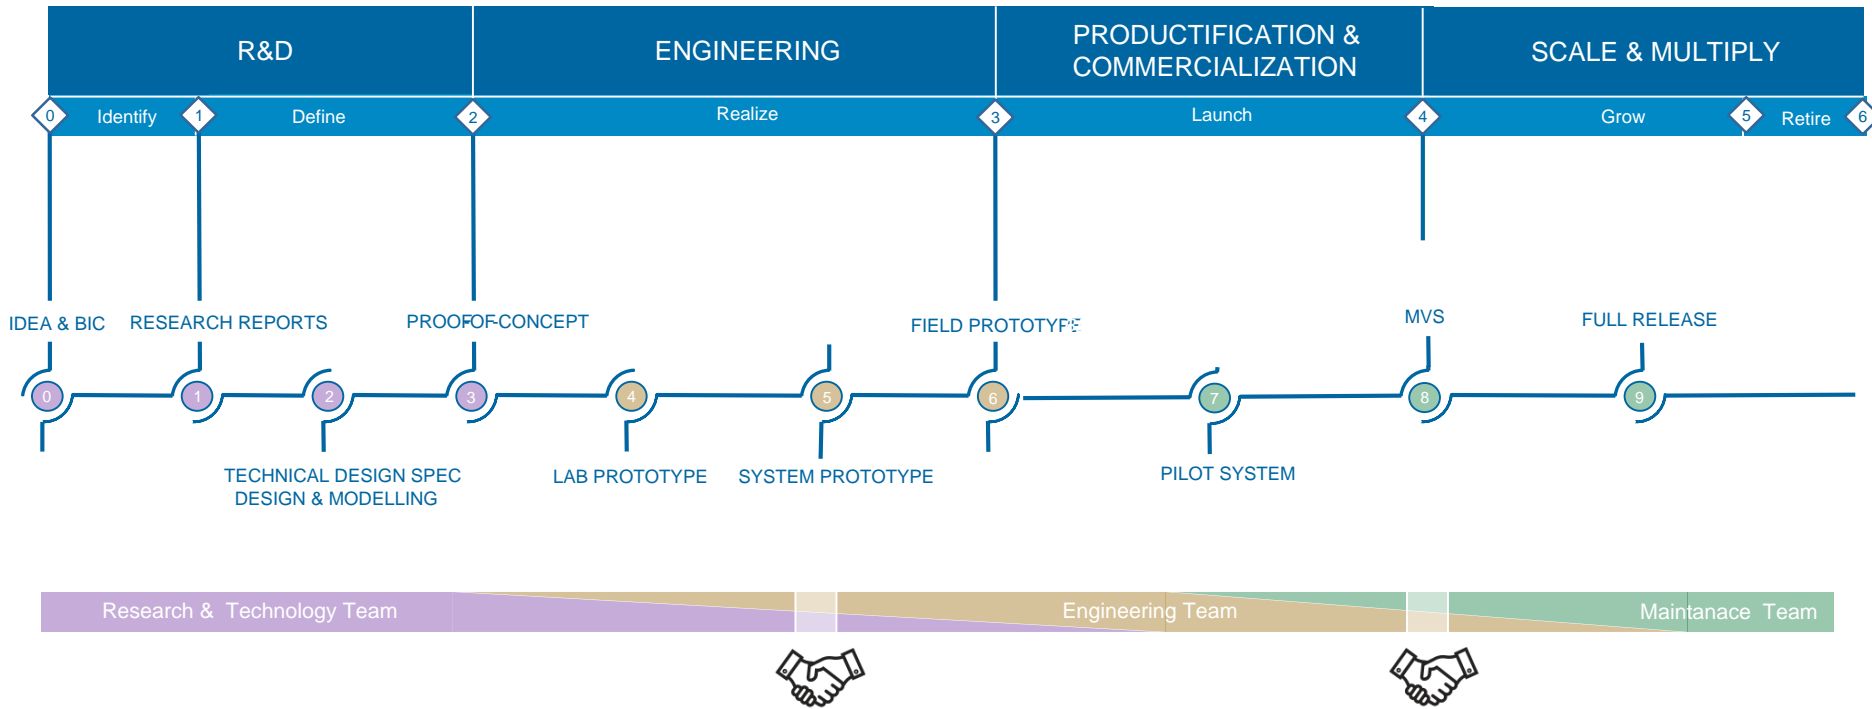 R&D
ENGINEERING
PRODUCTIFICATION &
COMMERCIALIZATION
SCALE & MULTIPLY
0
Identify
1
Define
2
Realize
3
Launch
4
Grow
5
Retire
6
IDEA & BIC
RESEARCH REPORTS
PROOF-OF-CONCEPT
FIELD PROTOTYPE
MVS
FULL RELEASE
0
1
2
3
4
5
6
7
8
9
TECHNICAL DESIGN SPEC
DESIGN & MODELLING
LAB PROTOTYPE
SYSTEM PROTOTYPE
PILOT SYSTEM
Research & Technology Team
Engineering Team
Maintanace Team